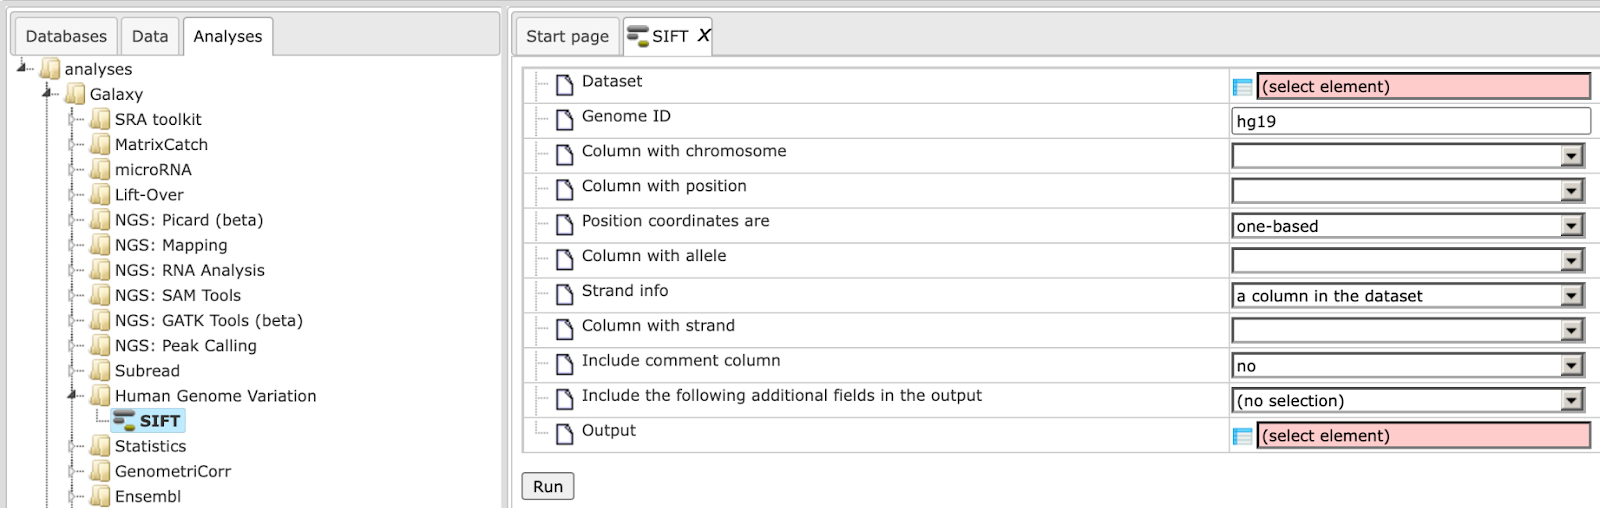 Databases
Data
Analyses
analyses
Galaxy
SRA toolkit
MatrixCatch
microRNA
Lift-Over
NGS: Picard (beta)
NGS: Mapping
NGS: RNA Analysis
NGS: SAM Tools
NGS: GATK Tools (beta)
NGS: Peak Calling
Subread
Human Genome Variation
SIFT
Statistics
GenometriCorr
Ensembl
Start page
SIFT X
Dataset (select element)
Genome ID hg19
Column with chromosome
Column with position
Position coordinates are one-based
Column with allele
Strand info a column in the dataset
Column with strand
Include comment column no
Include the following additional fields in the output (no selection)
Output (select element)
Run